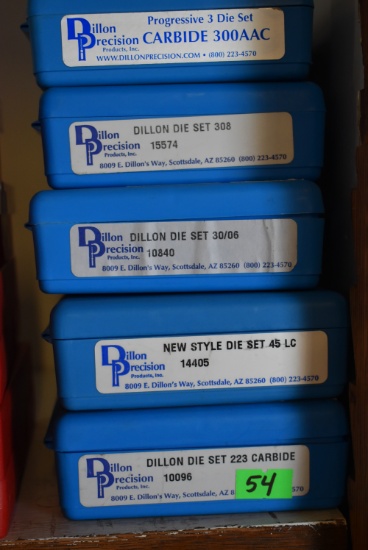 Dillon
Precision
Products, Inc.
Progressive 3 Die Set
CARBIDE 300AAC
WWW.DILLONPRECISION.COM • (800) 223-4570
Dillon
Precision
Products, Inc.
DILLON DIE SET 308
15574
8009 E. Dillon's Way, Scottsdale, AZ 85260 (800) 223-4570
Dillon
Precision
Products, Inc.
DILLON DIE SET 30/06
10840
8009 E. Dillon's Way, Scottsdale, AZ 85260 (800) 223-4570
Dillon
Precision
Products, Inc.
NEW STYLE DIE SET 45 LC
14405
8009 E. Dillon's Way, Scottsdale, AZ 85260 (800) 223-4570
Dillon
Precision
Products, Inc.
DILLON DIE SET 223 CARBIDE
10096
54
8009 E. Dillon's Way, Scottsdale, AZ 8 570